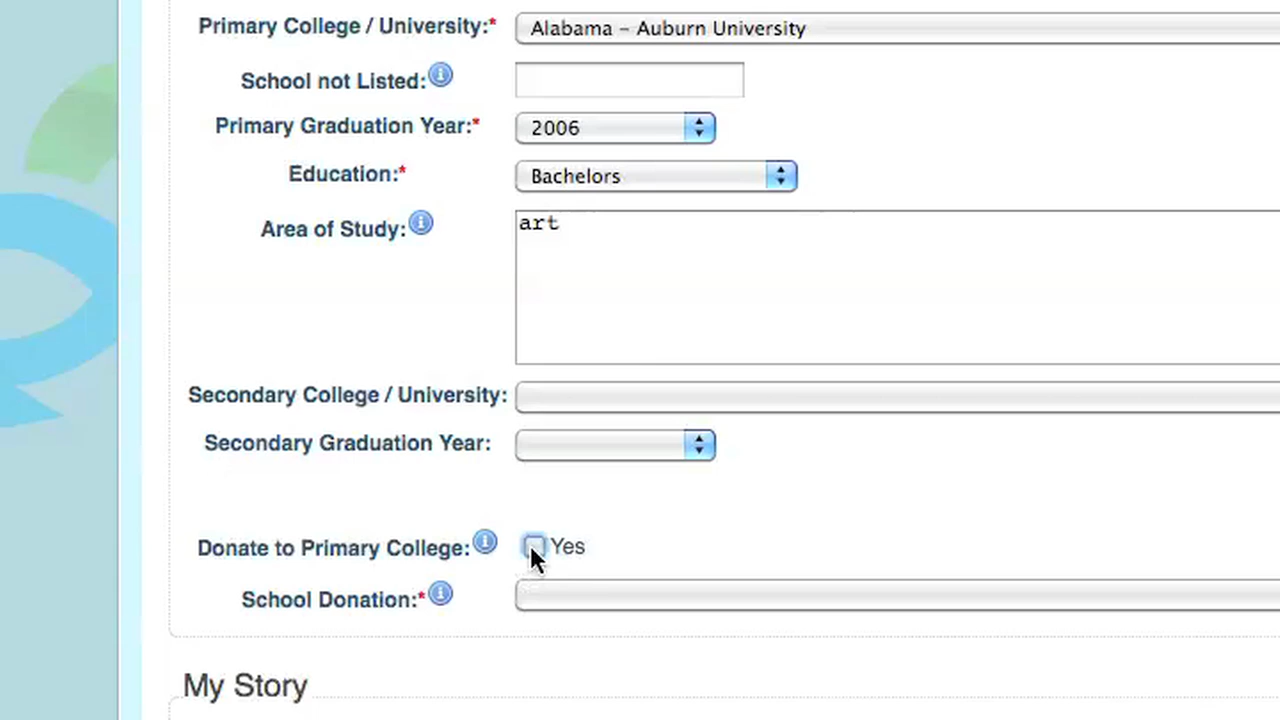 Primary College / University:* Alabama – Auburn University
School not Listed:
Primary Graduation Year:* 2006
Education:* Bachelors
Area of Study: art
Secondary College / University:
Secondary Graduation Year:
Donate to Primary College: Yes
School Donation:*
My Story